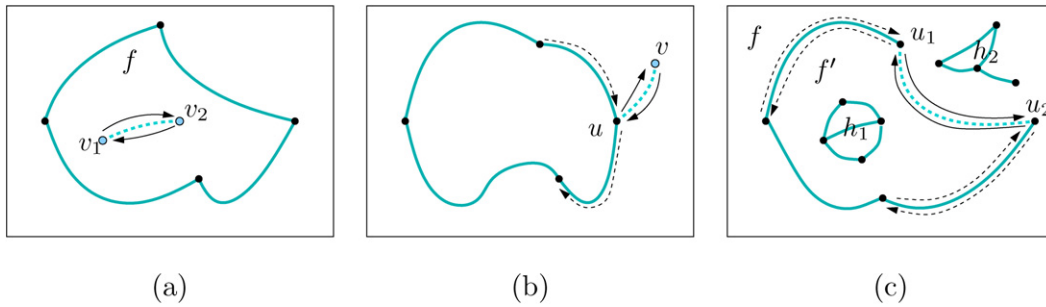 f
v₁
v₂
(a)
v
u
(b)
f
u₁
h₂
f′
h₁
u₂
(c)